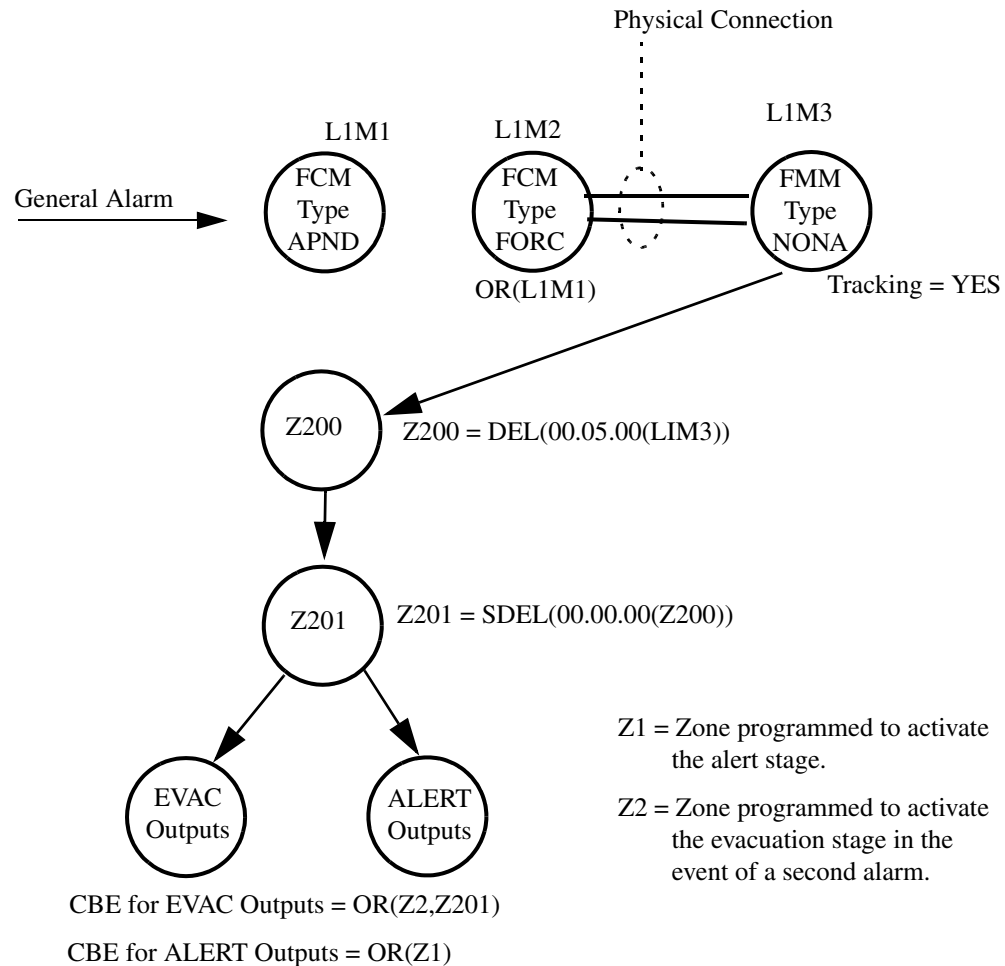 Physical Connection
L1M1
L1M2
L1M3
General Alarm
FCM
Type
APND
FCM
Type
FORC
FMM
Type
NONA
OR(L1M1)
Tracking = YES
Z200
Z200 = DEL(00.05.00(LIM3))
Z201
Z201 = SDEL(00.00.00(Z200))
EVAC
Outputs
ALERT
Outputs
Z1 = Zone programmed to activate
the alert stage.
Z2 = Zone programmed to activate
the evacuation stage in the
event of a second alarm.
CBE for EVAC Outputs = OR(Z2,Z201)
CBE for ALERT Outputs = OR(Z1)